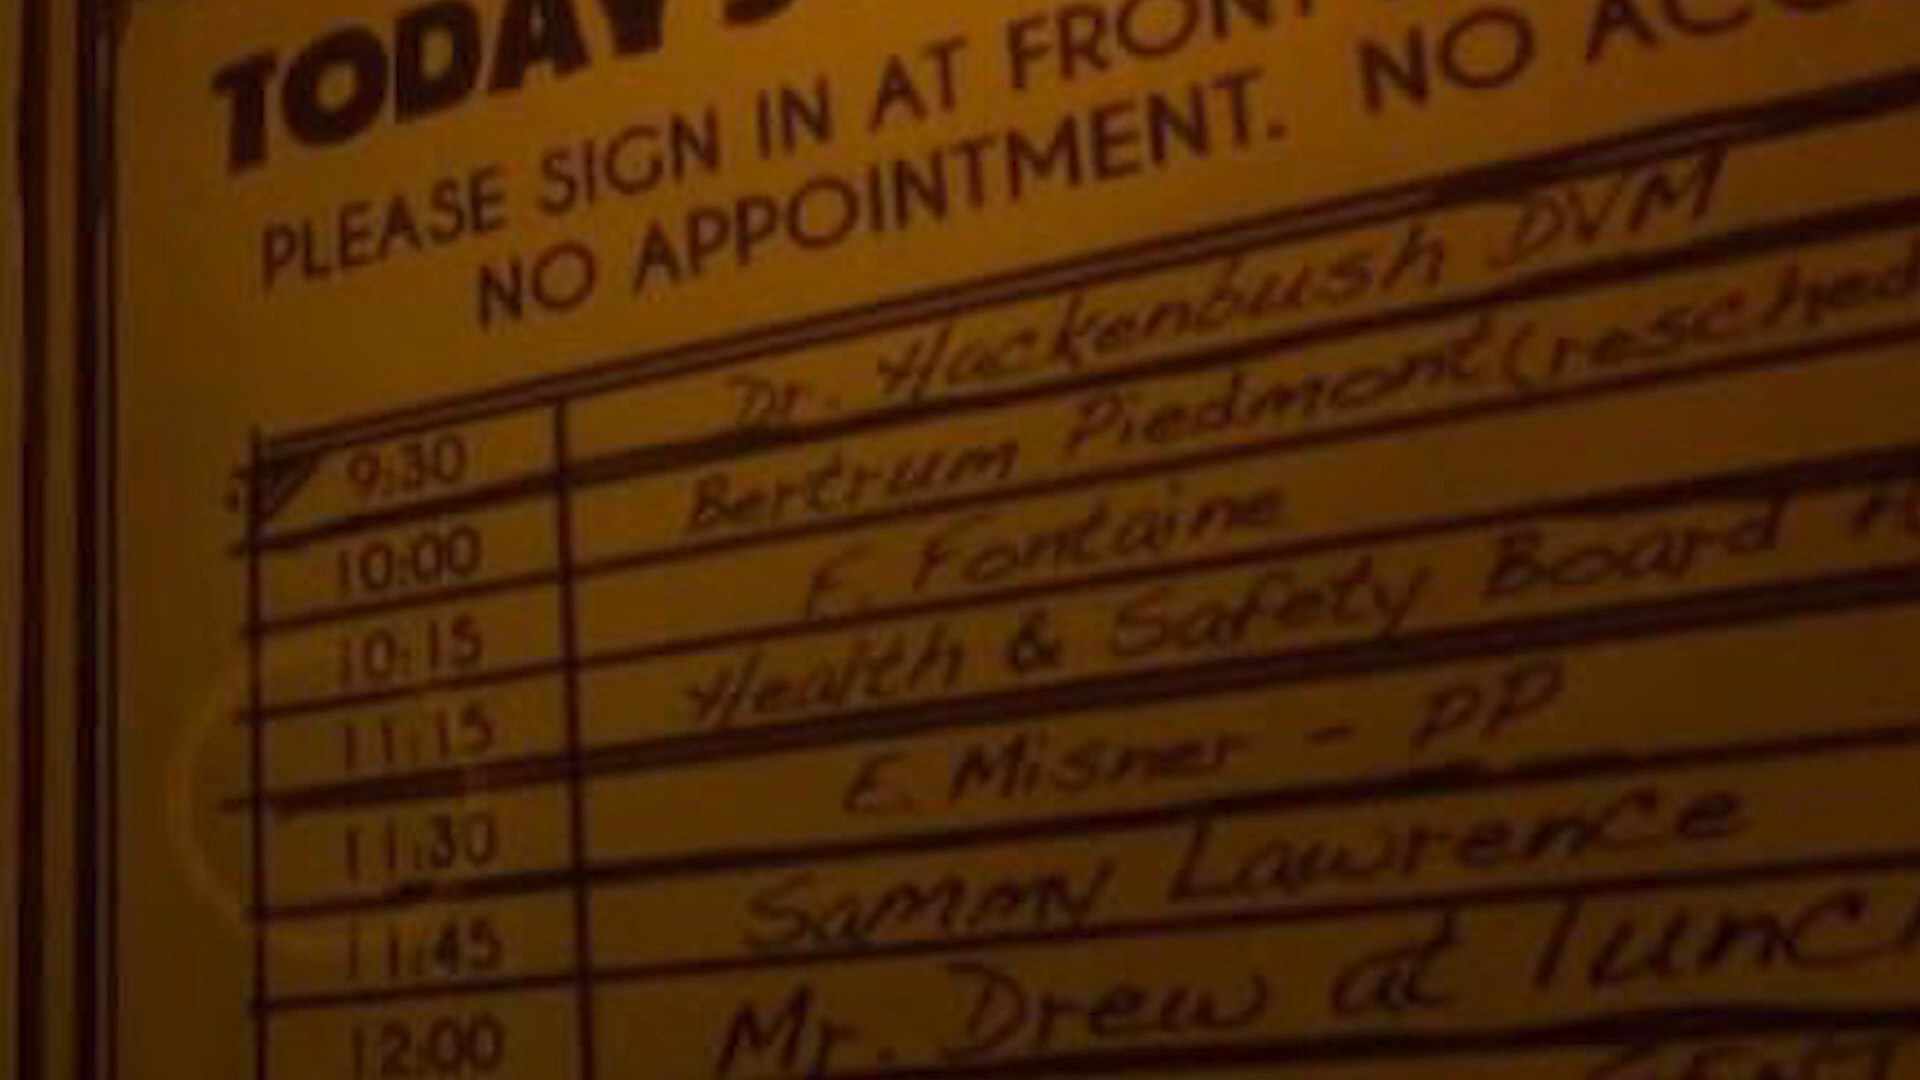 TODAY'S
PLEASE SIGN IN AT FRONT
NO APPOINTMENT. NO
9:30 Dr. Hackenbush DVM
10:00 Bertrum Piedmont (resched
10:15 F. Fontaine
11:15 Health & Safety Board
11:30 E. Misner - PP
11:45 Sammy Lawrence
12:00 Mr. Drew at lunch